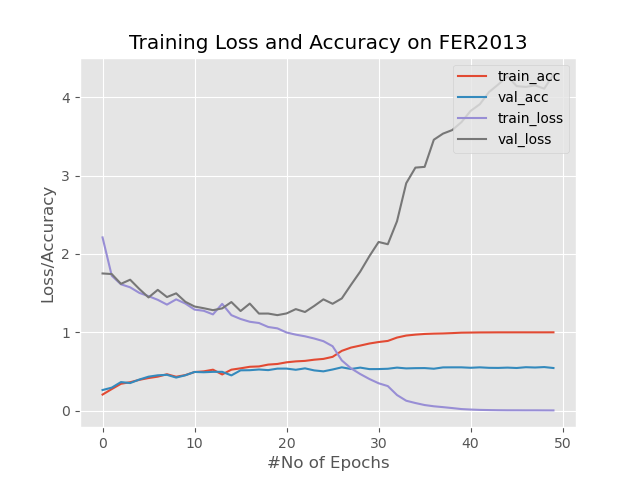 Training Loss and Accuracy on FER2013
train_acc
val_acc
train_loss
val_loss
Loss/Accuracy
4
3
2
1
0
0
10
20
30
40
50
#No of Epochs